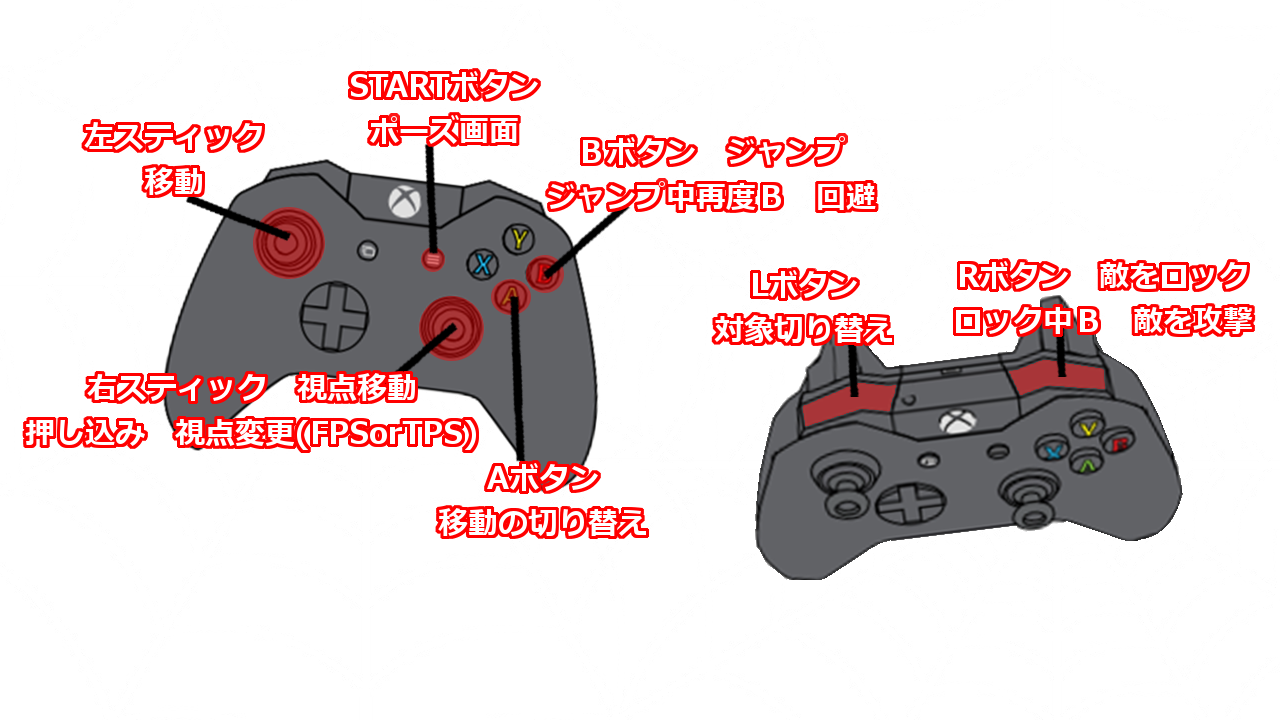 STARTボタン
ポーズ画面
左スティック
移動
Bボタン　ジャンプ
ジャンプ中再度B　回避
Y
X
B
A
右スティック　視点移動
押し込み　視点変更(FPSorTPS)
Aボタン
移動の切り替え
Lボタン
対象切り替え
Rボタン　敵をロック
ロック中B　敵を攻撃
Y
X
B
A